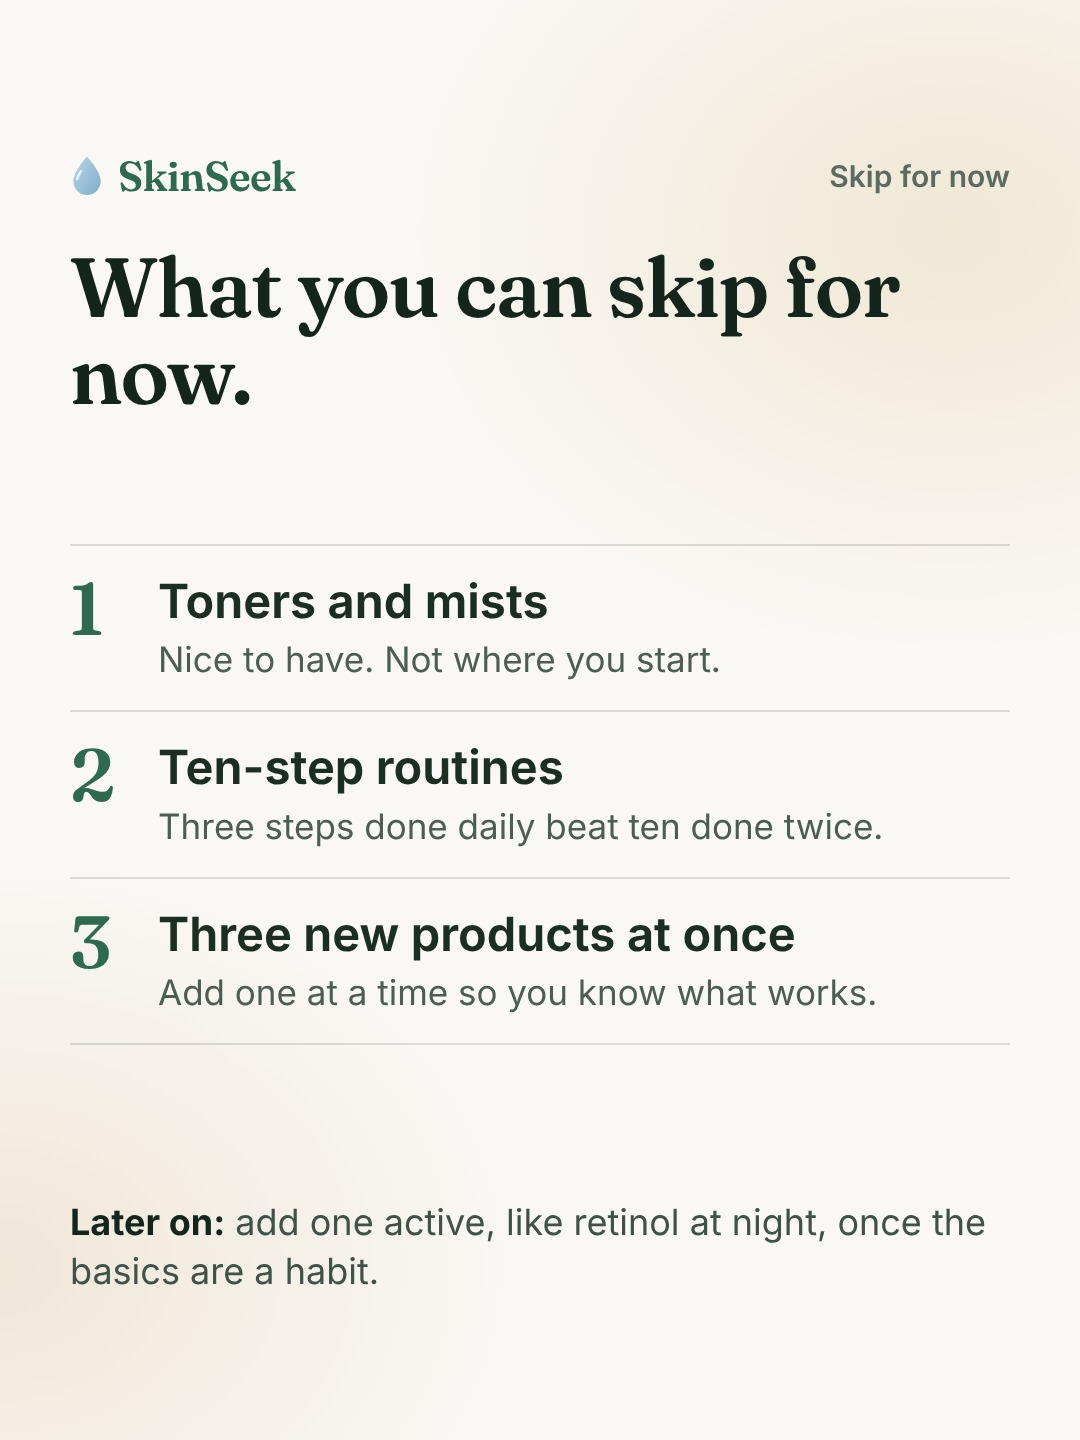 SkinSeek
Skip for now
What you can skip for
now.
1
Toners and mists
Nice to have. Not where you start.
2
Ten-step routines
Three steps done daily beat ten done twice.
3
Three new products at once
Add one at a time so you know what works.
Later on: add one active, like retinol at night, once the
basics are a habit.